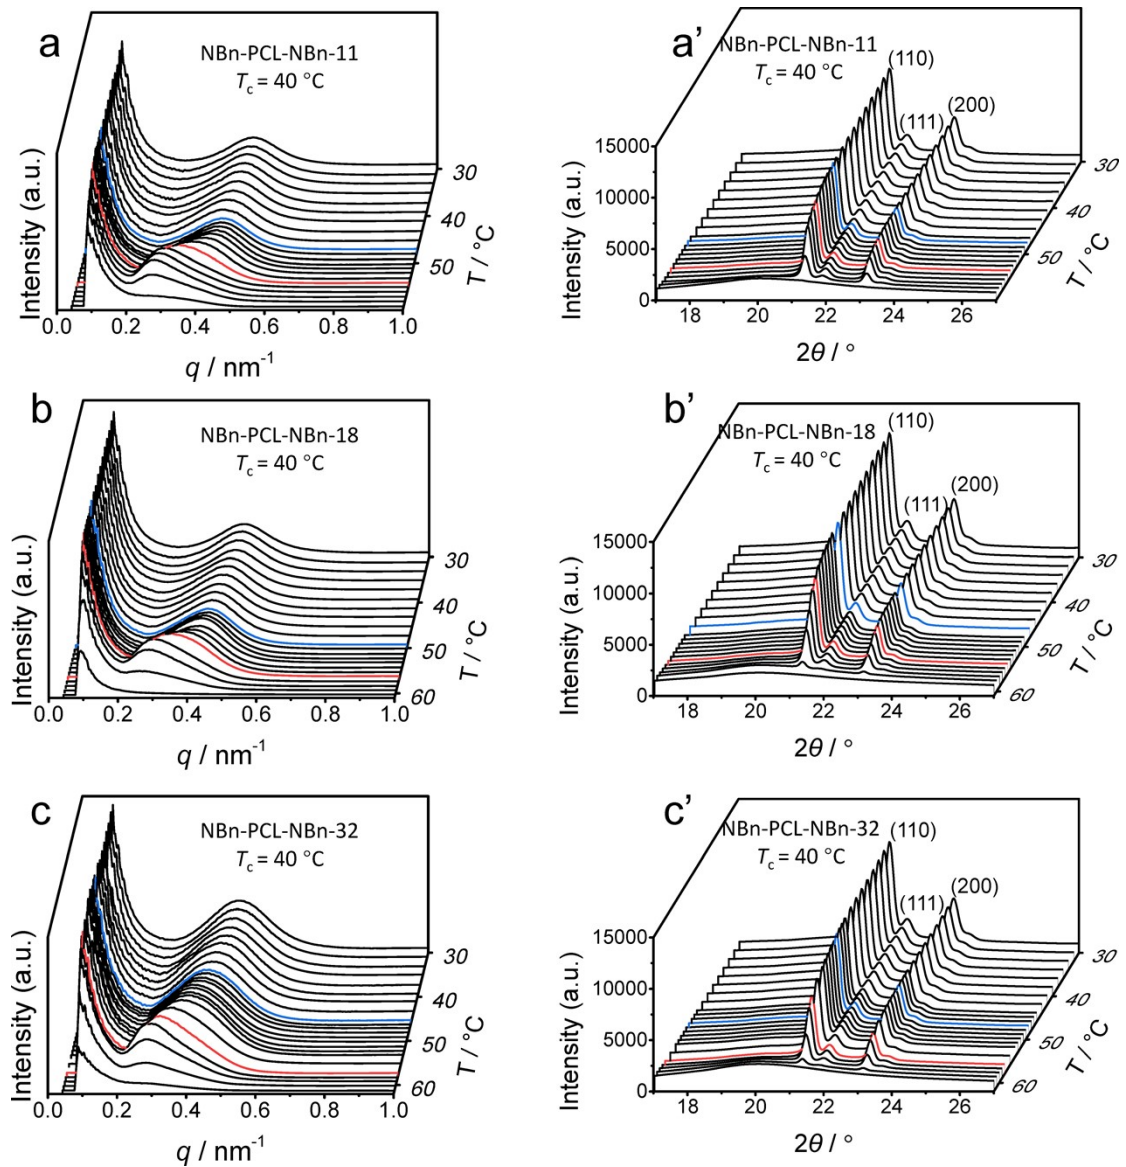 a
NBn-PCL-NBn-11
Tc = 40 °C
Intensity (a.u.)
30
40
50
T / °C
0.0 0.2 0.4 0.6 0.8 1.0
q / nm-1
a’
NBn-PCL-NBn-11
Tc = 40 °C
(110)
(111)
(200)
Intensity (a.u.)
15000
10000
5000
0
30
40
50
T / °C
18 20 22 24 26
2θ / °
b
NBn-PCL-NBn-18
Tc = 40 °C
Intensity (a.u.)
30
40
50
60
T / °C
0.0 0.2 0.4 0.6 0.8 1.0
q / nm-1
b’
NBn-PCL-NBn-18
Tc = 40 °C
(110)
(111)
(200)
Intensity (a.u.)
15000
10000
5000
0
30
40
50
60
T / °C
18 20 22 24 26
2θ / °
c
NBn-PCL-NBn-32
Tc = 40 °C
Intensity (a.u.)
30
40
50
60
T / °C
0.0 0.2 0.4 0.6 0.8 1.0
q / nm-1
c’
NBn-PCL-NBn-32
Tc = 40 °C
(110)
(111)
(200)
Intensity (a.u.)
15000
10000
5000
0
30
40
50
60
T / °C
18 20 22 24 26
2θ / °